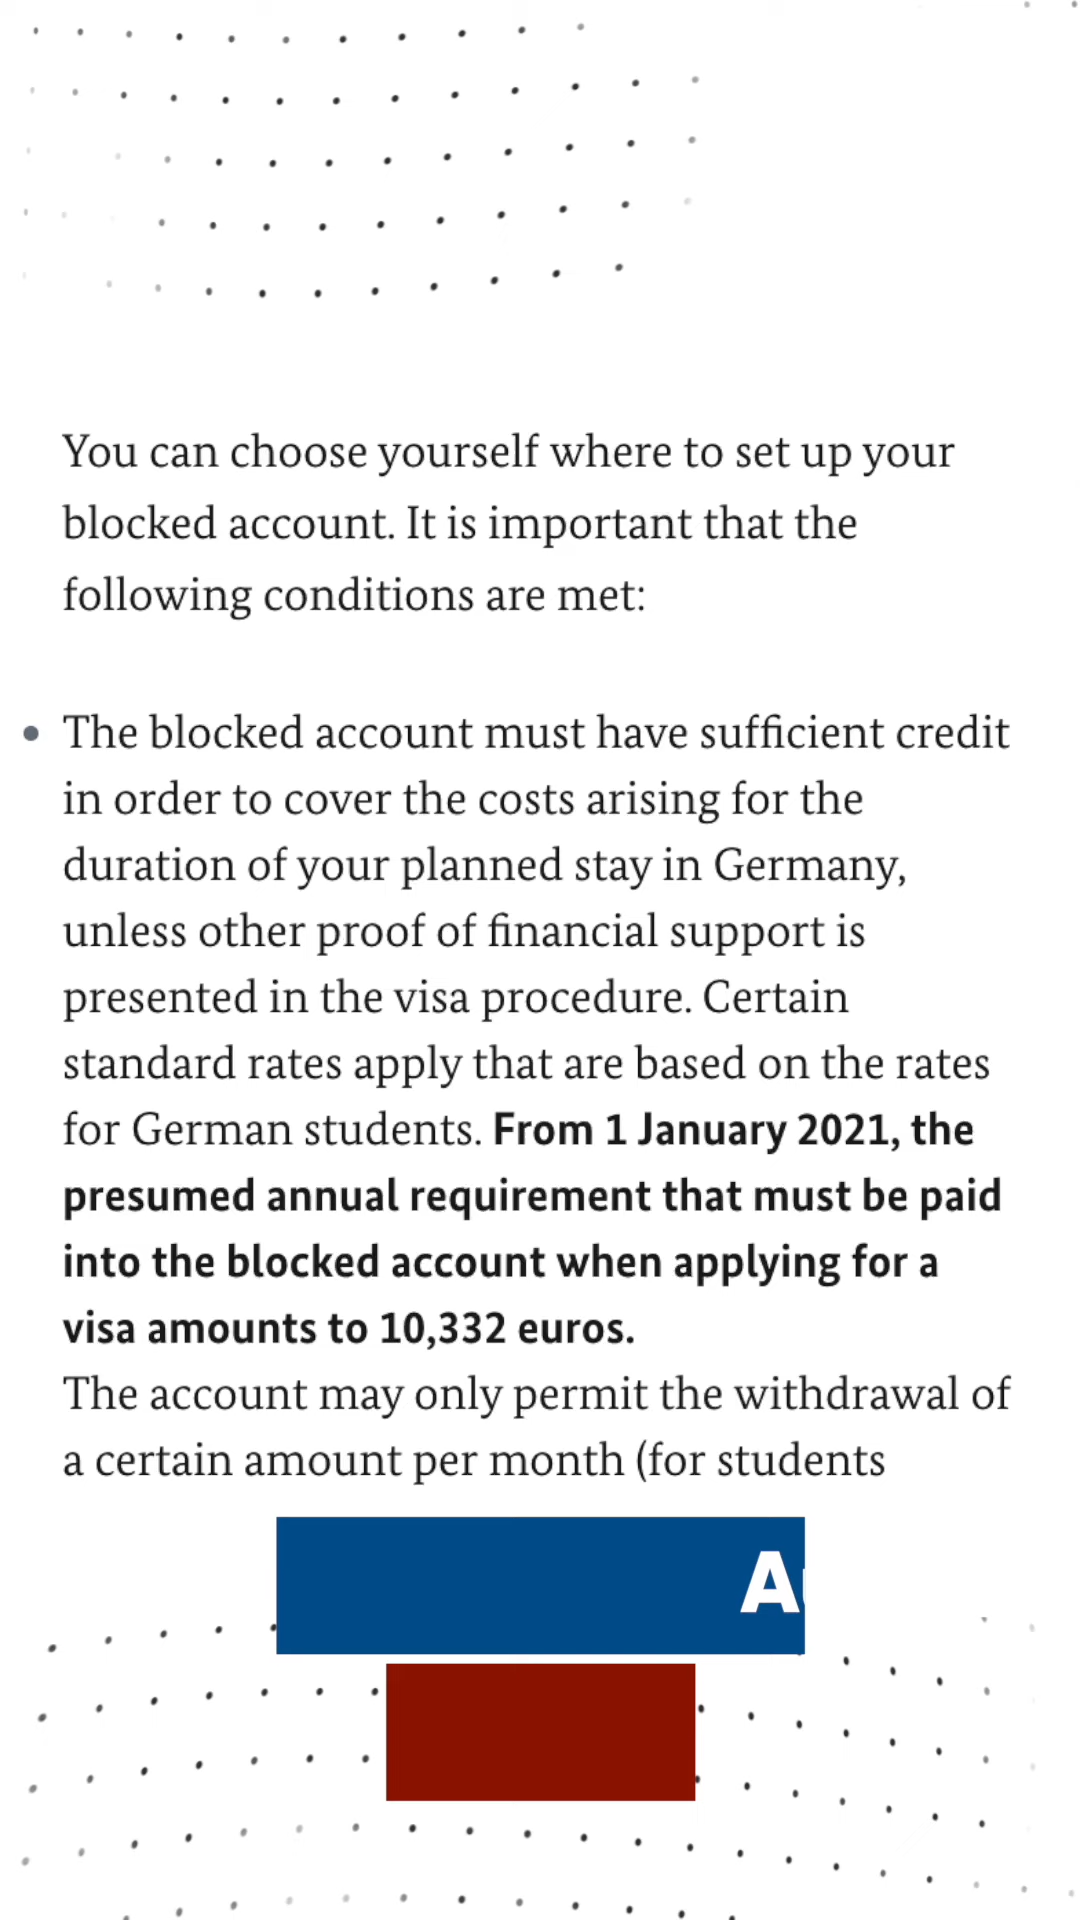 You can choose yourself where to set up your
blocked account. It is important that the
following conditions are met:
• The blocked account must have sufficient credit
in order to cover the costs arising for the
duration of your planned stay in Germany,
unless other proof of financial support is
presented in the visa procedure. Certain
standard rates apply that are based on the rates
for German students. From 1 January 2021, the
presumed annual requirement that must be paid
into the blocked account when applying for a
visa amounts to 10,332 euros.
The account may only permit the withdrawal of
a certain amount per month (for students